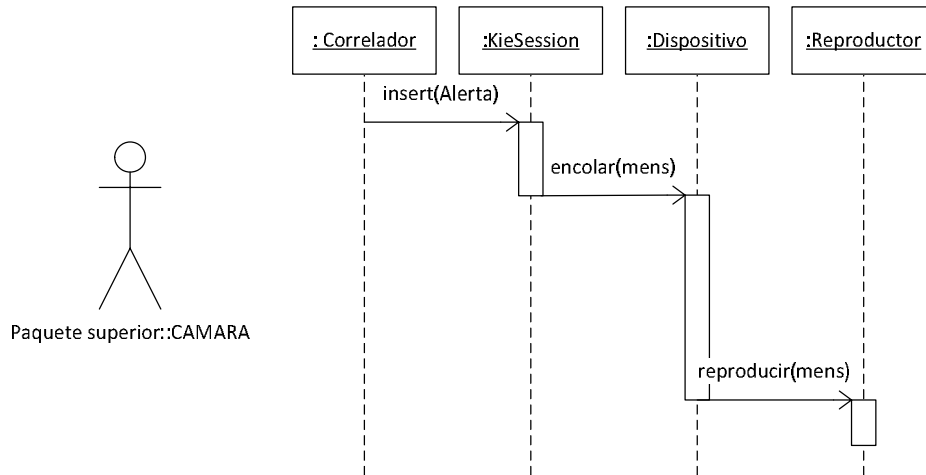 : Correlador
:KieSession
:Dispositivo
:Reproductor
insert(Alerta)
encolar(mens)
Paquete superior::CAMARA
reproducir(mens)